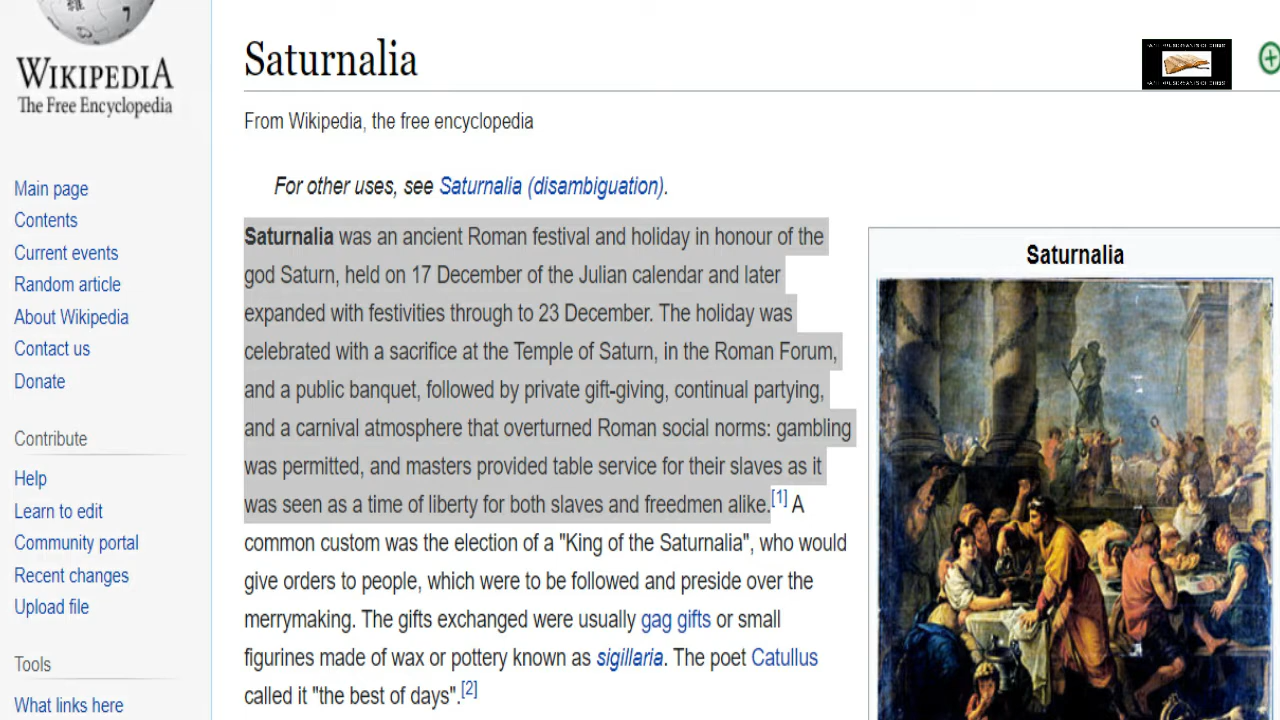 WIKIPEDIA
The Free Encyclopedia
Main page
Contents
Current events
Random article
About Wikipedia
Contact us
Donate
Contribute
Help
Learn to edit
Community portal
Recent changes
Upload file
Tools
What links here
Saturnalia
From Wikipedia, the free encyclopedia
For other uses, see Saturnalia (disambiguation).
Saturnalia was an ancient Roman festival and holiday in honour of the
god Saturn, held on 17 December of the Julian calendar and later
expanded with festivities through to 23 December. The holiday was
celebrated with a sacrifice at the Temple of Saturn, in the Roman Forum,
and a public banquet, followed by private gift-giving, continual partying,
and a carnival atmosphere that overturned Roman social norms: gambling
was permitted, and masters provided table service for their slaves as it
was seen as a time of liberty for both slaves and freedmen alike.[1] A
common custom was the election of a "King of the Saturnalia", who would
give orders to people, which were to be followed and preside over the
merrymaking. The gifts exchanged were usually gag gifts or small
figurines made of wax or pottery known as sigillaria. The poet Catullus
called it "the best of days".[2]
Saturnalia